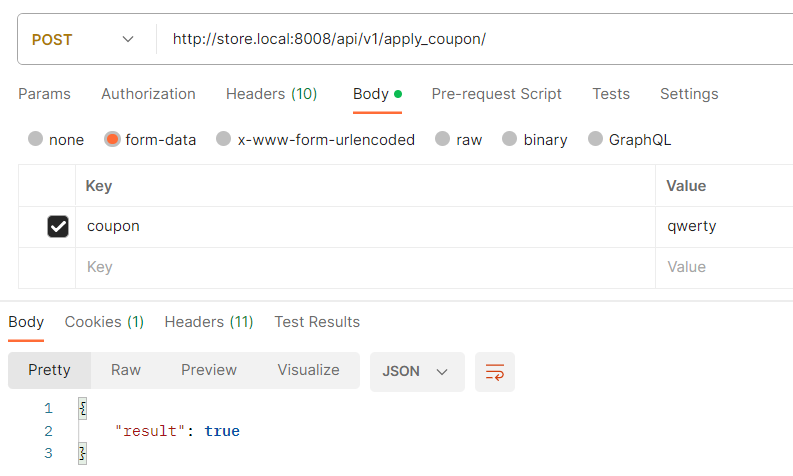 POST http://store.local:8008/api/v1/apply_coupon/
Params Authorization Headers (10) Body Pre-request Script Tests Settings
none form-data x-www-form-urlencoded raw binary GraphQL
Key Value
coupon qwerty
Key Value
Body Cookies (1) Headers (11) Test Results
Pretty Raw Preview Visualize JSON
1 {
2 "result": true
3 }